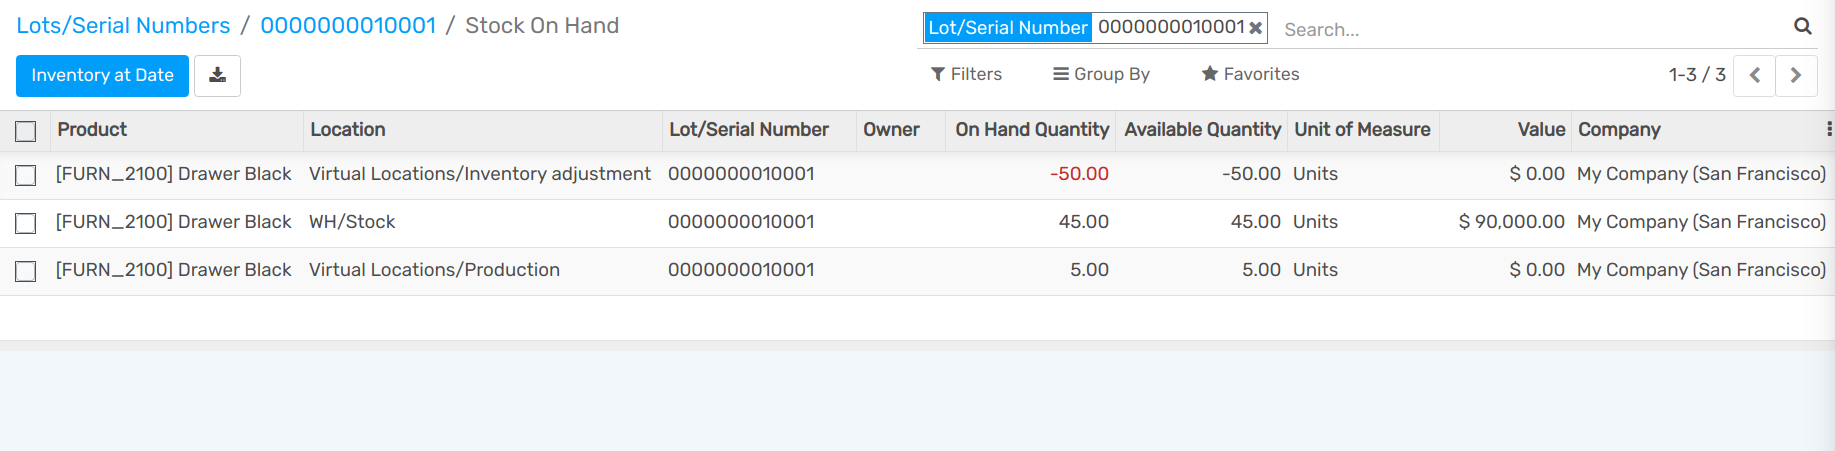 Lots/Serial Numbers / 0000000010001 / Stock On Hand
Lot/Serial Number 0000000010001 Search...
Inventory at Date
Filters Group By Favorites 1-3 / 3
Product Location Lot/Serial Number Owner On Hand Quantity Available Quantity Unit of Measure Value Company
[FURN_2100] Drawer Black Virtual Locations/Inventory adjustment 0000000010001 -50.00 -50.00 Units $ 0.00 My Company (San Francisco)
[FURN_2100] Drawer Black WH/Stock 0000000010001 45.00 45.00 Units $ 90,000.00 My Company (San Francisco)
[FURN_2100] Drawer Black Virtual Locations/Production 0000000010001 5.00 5.00 Units $ 0.00 My Company (San Francisco)